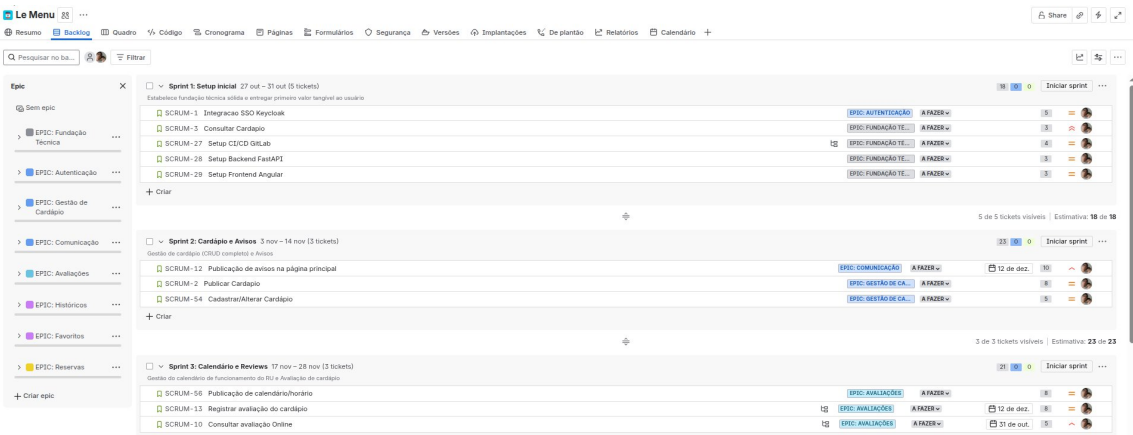 Le Menu
Share
Resumo Backlog Quadro Código Cronograma Páginas Formulários Segurança Versões Implantações De plantão Relatórios Calendário
Pesquisar no ba... Filtrar
Epic
Sem epic
EPIC: Fundação Técnica
EPIC: Autenticação
EPIC: Gestão de Cardápio
EPIC: Comunicação
EPIC: Avaliações
EPIC: Históricos
EPIC: Favoritos
EPIC: Reservas
+ Criar epic
Sprint 1: Setup inicial 27 out – 31 out (5 tickets) 18 0 0 Iniciar sprint
Estabelece fundação técnica sólida e entregar primeiro valor tangível ao usuário
SCRUM-1 Integracao SSO Keycloak EPIC: AUTENTICAÇÃO A FAZER 5
SCRUM-3 Consultar Cardapio EPIC: FUNDAÇÃO TÉ... A FAZER 3
SCRUM-27 Setup CI/CD GitLab EPIC: FUNDAÇÃO TÉ... A FAZER 4
SCRUM-28 Setup Backend FastAPI EPIC: FUNDAÇÃO TÉ... A FAZER 3
SCRUM-29 Setup Frontend Angular EPIC: FUNDAÇÃO TÉ... A FAZER 3
+ Criar
5 de 5 tickets visíveis | Estimativa: 18 de 18
Sprint 2: Cardápio e Avisos 3 nov – 14 nov (3 tickets) 23 0 0 Iniciar sprint
Gestão de cardápio (CRUD completo) e Avisos
SCRUM-12 Publicação de avisos na página principal EPIC: COMUNICAÇÃO A FAZER 12 de dez. 10
SCRUM-2 Publicar Cardapio EPIC: GESTÃO DE CA... A FAZER 8
SCRUM-54 Cadastrar/Alterar Cardápio EPIC: GESTÃO DE CA... A FAZER 5
+ Criar
3 de 3 tickets visíveis | Estimativa: 23 de 23
Sprint 3: Calendário e Reviews 17 nov – 28 nov (3 tickets) 21 0 0 Iniciar sprint
Gestão do calendário de funcionamento do RU e Avaliação de cardápio
SCRUM-56 Publicação de calendário/horário EPIC: AVALIAÇÕES A FAZER 8
SCRUM-13 Registrar avaliação do cardápio EPIC: AVALIAÇÕES A FAZER 12 de dez. 8
SCRUM-10 Consultar avaliação Online EPIC: AVALIAÇÕES A FAZER 31 de out. 5